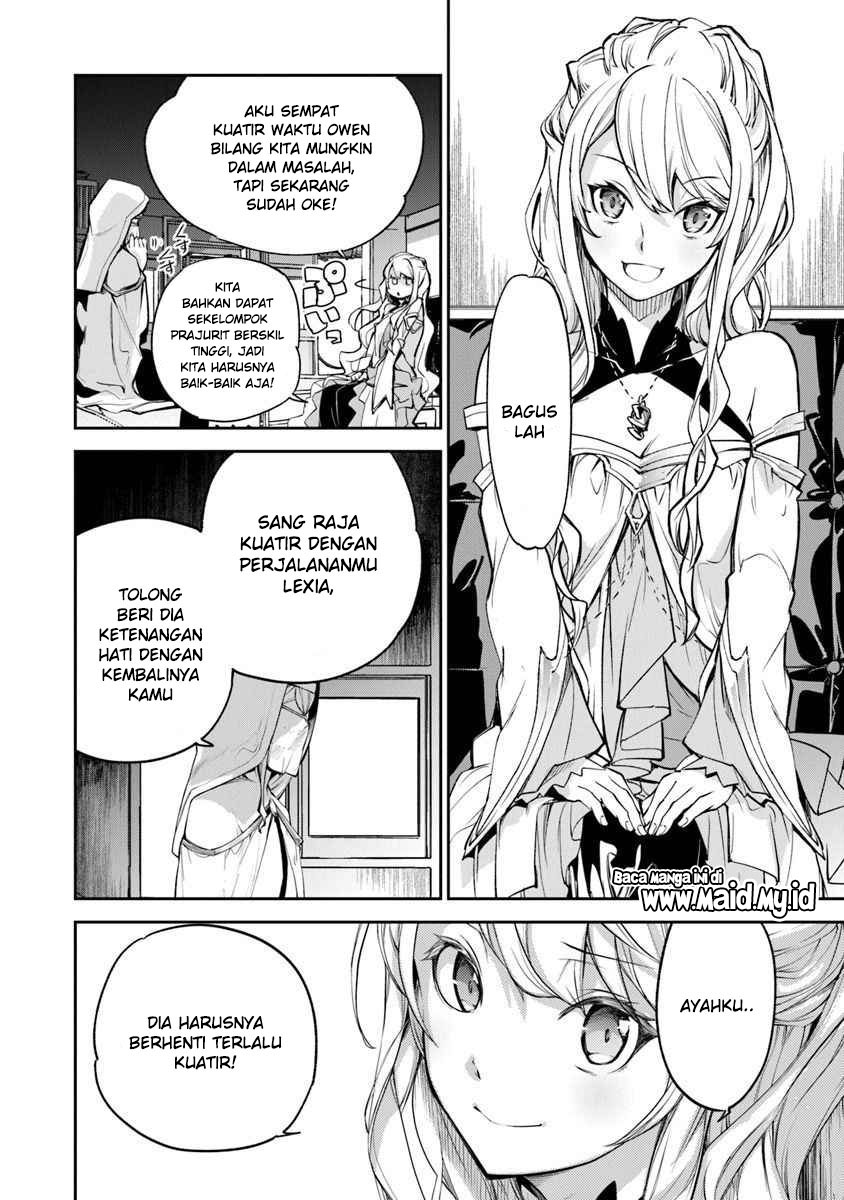 BAGUS
LAH
AKU SEMPAT
KUATIR WAKTU OWEN
BILANG KITA MUNGKIN
DALAM MASALAH,
TAPI SEKARANG
SUDAH OKE!
KITA
BAHKAN DAPAT
SEKELOMPOK
PRAJURIT BERSKIL
TINGGI, JADI
KITA HARUSNYA
BAIK-BAIK AJA!
ぷいっ
SANG RAJA
KUATIR DENGAN
PERJALANANMU
LEXIA,
TOLONG
BERI DIA
KETENANGAN
HATI DENGAN
KEMBALINYA
KAMU
Baca manga ini di
www.Maid.My.id
AYAHKU..
DIA HARUSNYA
BERHENTI TERLALU
KUATIR!